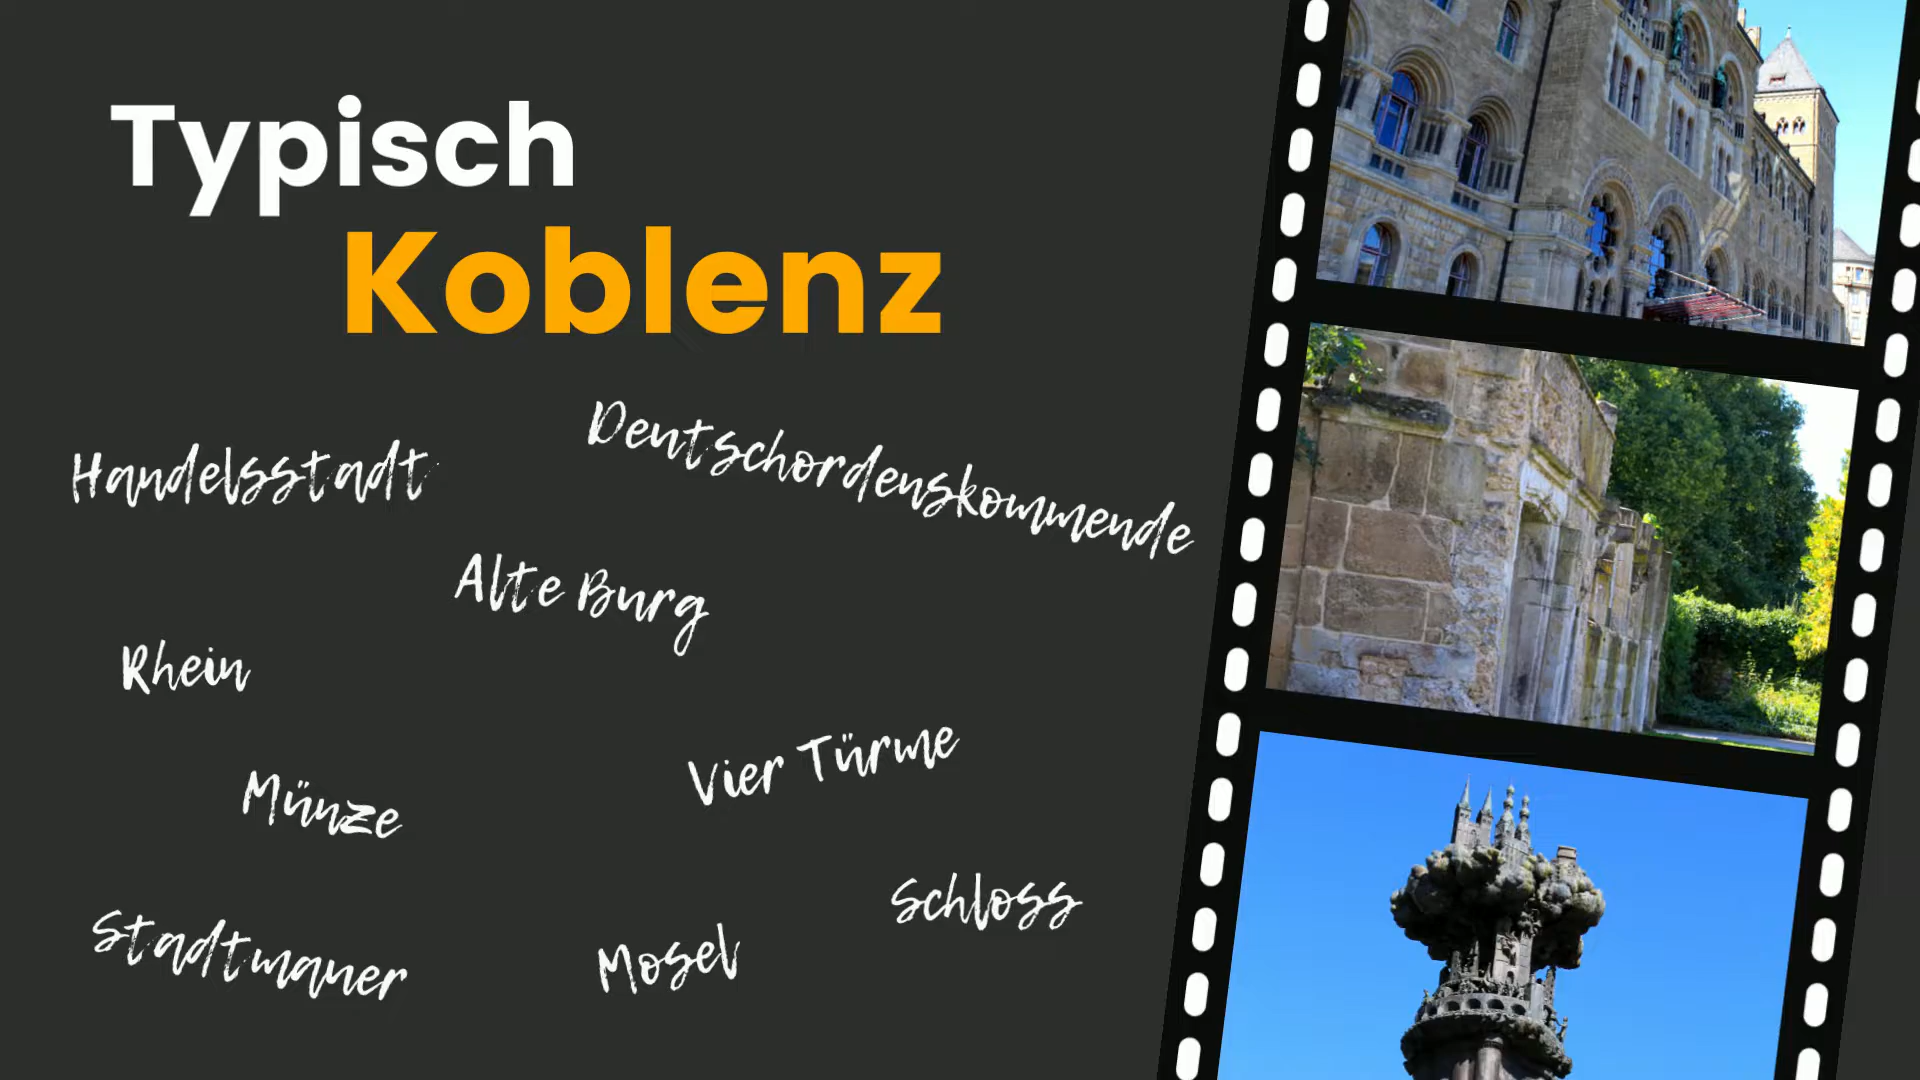 Typisch
Koblenz
Handelsstadt
Deutschordenskommende
Alte Burg
Rhein
Vier Türme
Münze
Schloss
Stadtmauer
Mosel